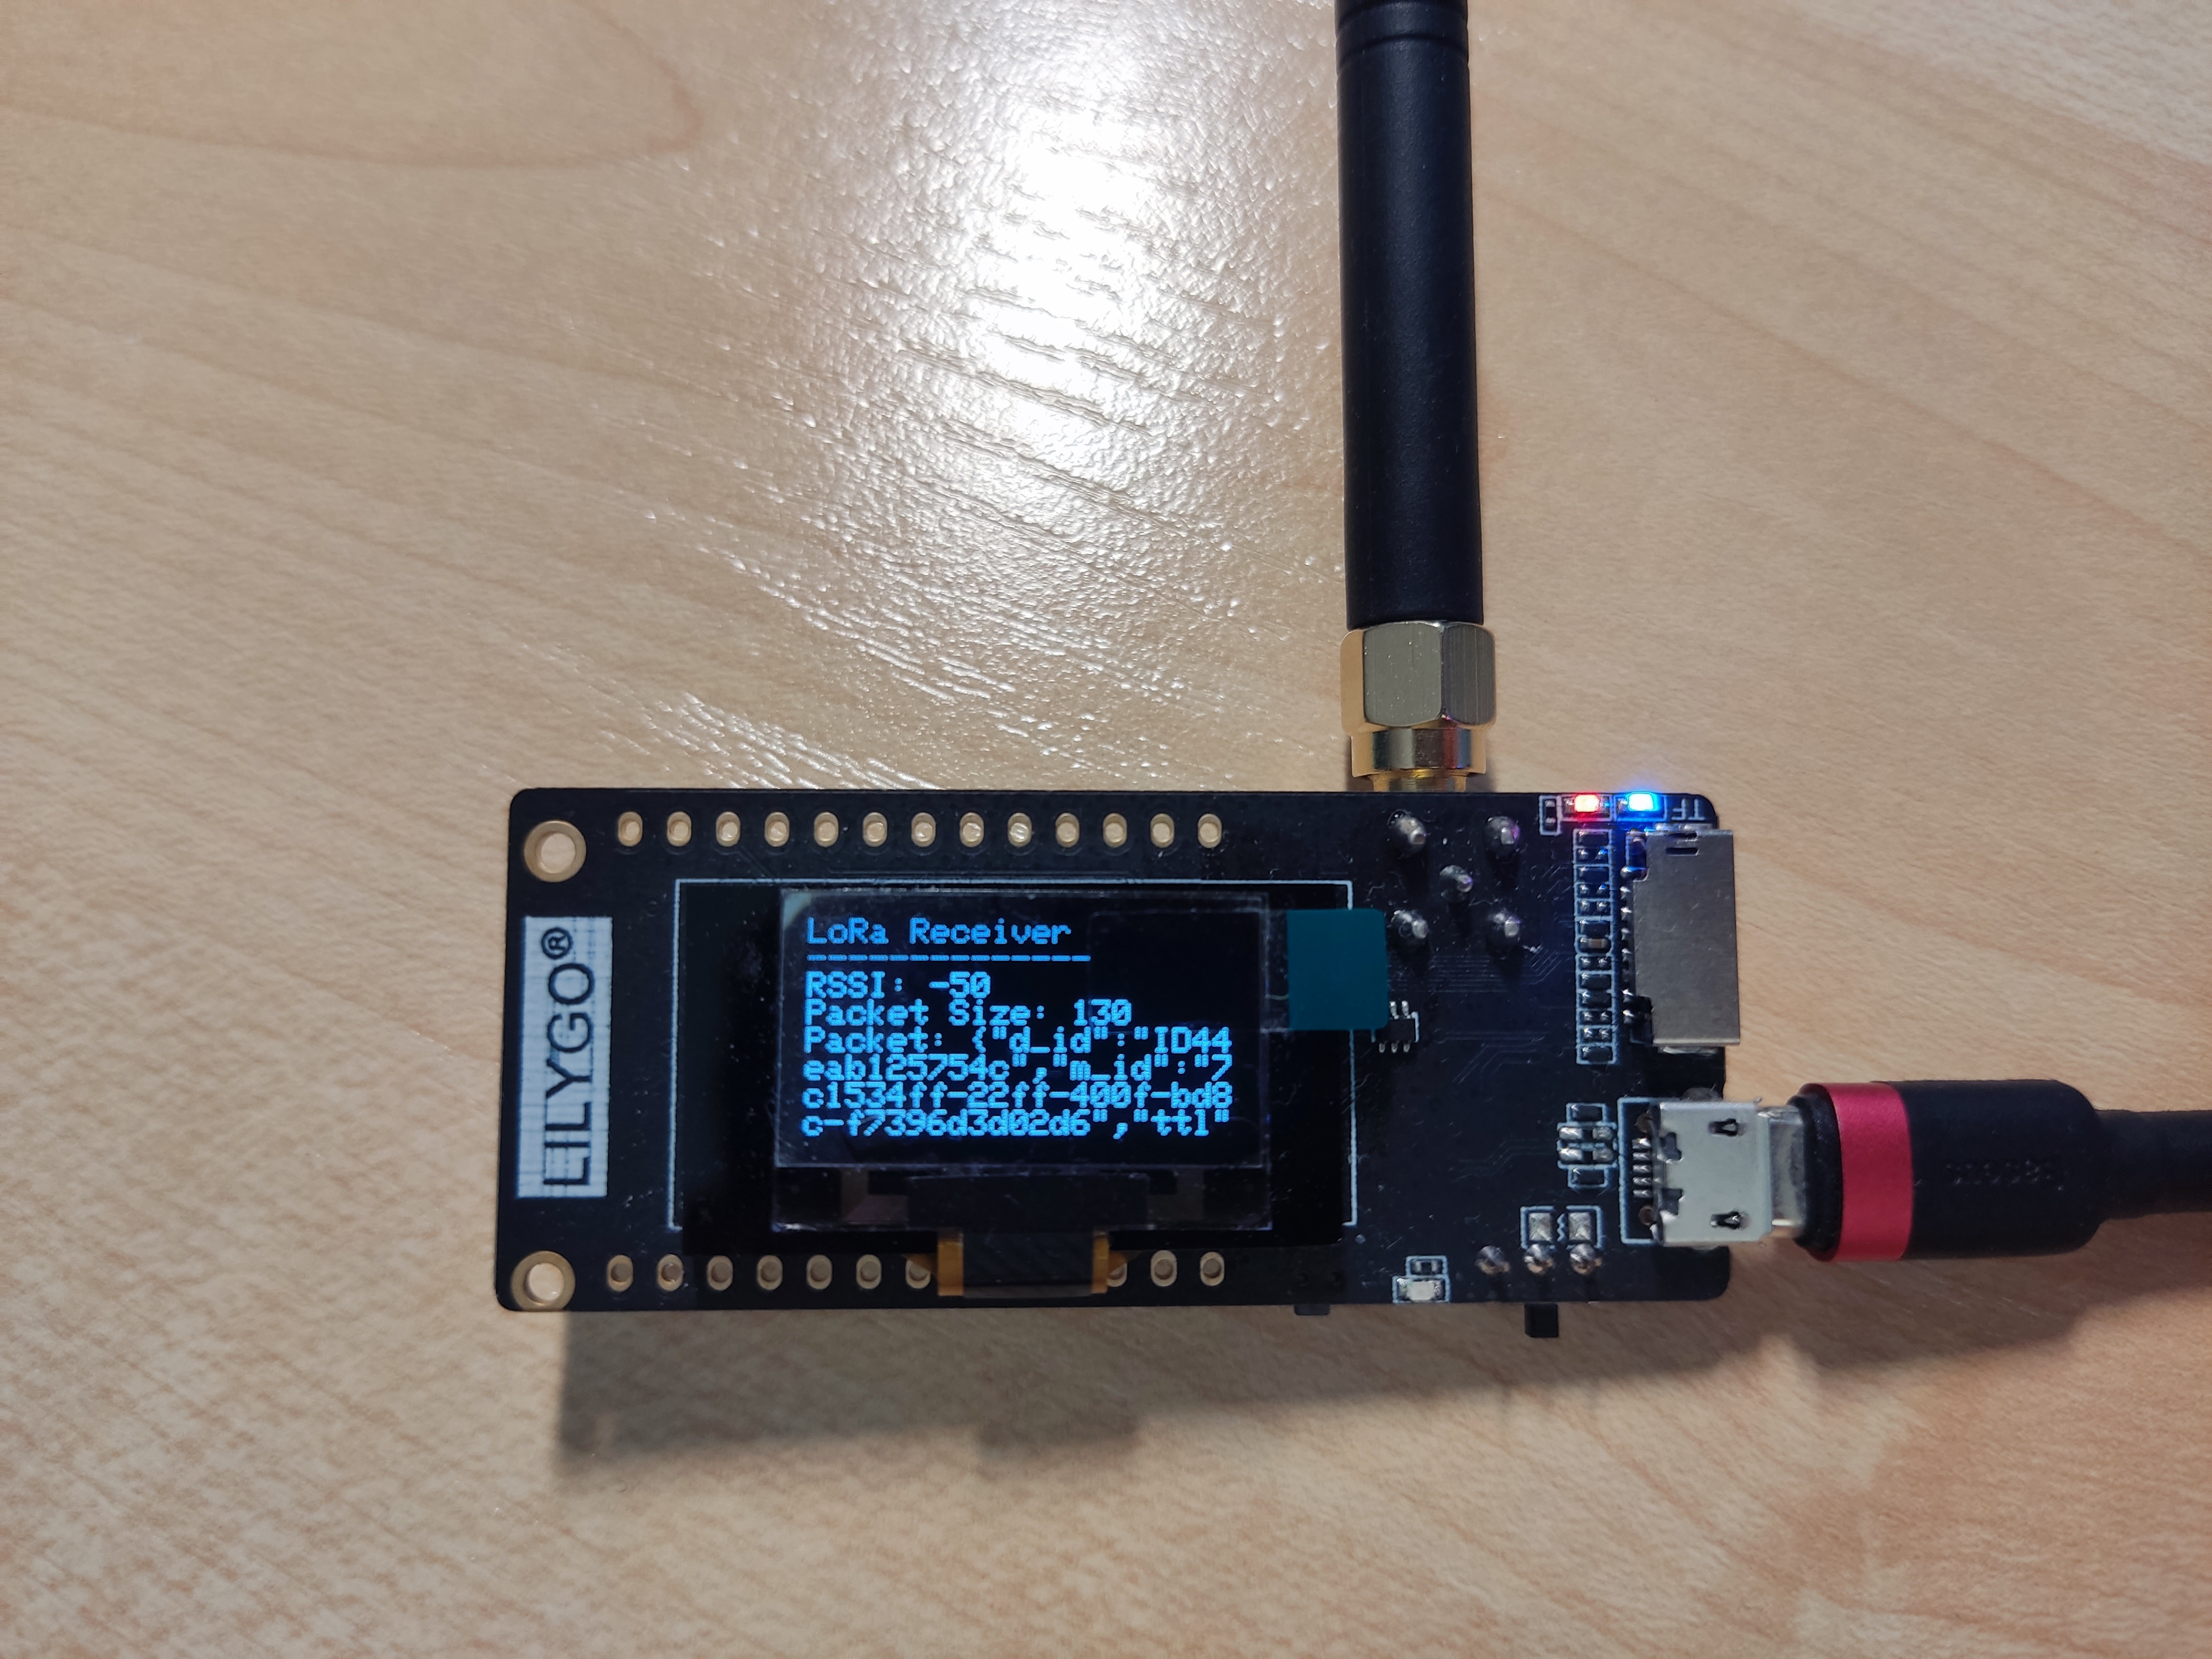 LoRa Receiver
---------------
RSSI: -50
Packet Size: 130
Packet: {"d_id":"ID44
eab125754c","m_id":"7
c1534ff-22ff-400f-bd8
c-f7396d3d02d6","ttl"
LILYGO®
TF